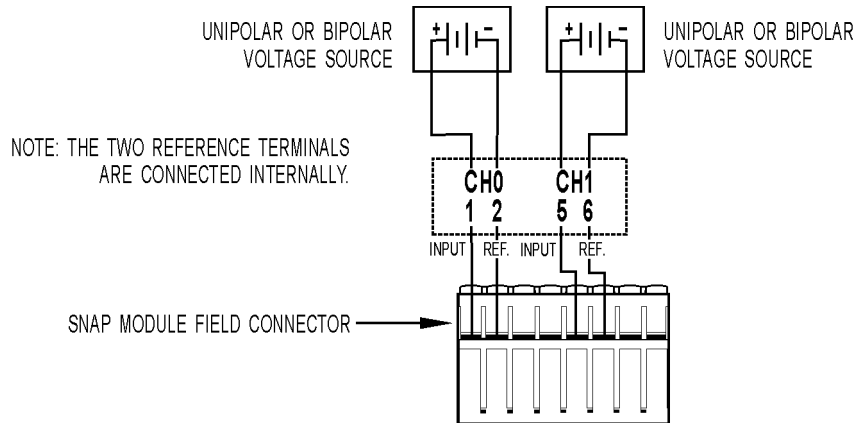 UNIPOLAR OR BIPOLAR
VOLTAGE SOURCE
+ -
+ -
UNIPOLAR OR BIPOLAR
VOLTAGE SOURCE
NOTE: THE TWO REFERENCE TERMINALS
ARE CONNECTED INTERNALLY.
CH0 CH1
1 2 5 6
INPUT REF. INPUT REF.
SNAP MODULE FIELD CONNECTOR